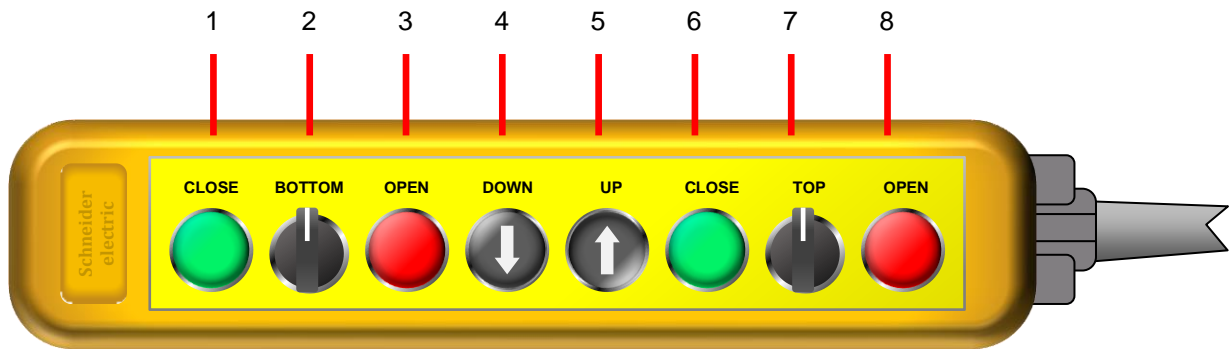 1 2 3 4 5 6 7 8
CLOSE BOTTOM OPEN DOWN UP CLOSE TOP OPEN
Schneider
electric